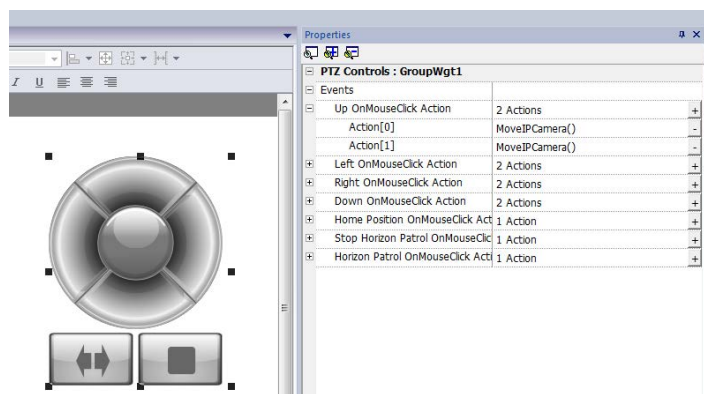 Properties
I U
PTZ Controls : GroupWgt1
Events
Up OnMouseClick Action 2 Actions +
Action[0] MoveIPCamera() -
Action[1] MoveIPCamera() -
Left OnMouseClick Action 2 Actions +
Right OnMouseClick Action 2 Actions +
Down OnMouseClick Action 2 Actions +
Home Position OnMouseClick Act 1 Action +
Stop Horizon Patrol OnMouseClic 1 Action +
Horizon Patrol OnMouseClick Acti 1 Action +